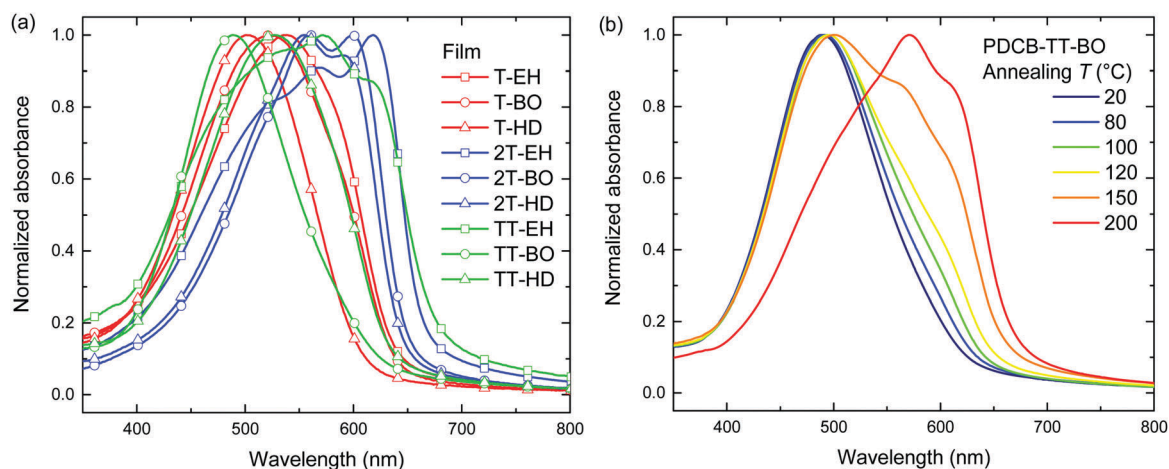 (a)
1.0
0.8
0.6
0.4
0.2
0.0
Normalized absorbance
400
500
600
700
800
Wavelength (nm)
Film
T-EH
T-BO
T-HD
2T-EH
2T-BO
2T-HD
TT-EH
TT-BO
TT-HD
(b)
1.0
0.8
0.6
0.4
0.2
0.0
Normalized absorbance
400
500
600
700
800
Wavelength (nm)
PDCB-TT-BO
Annealing T (°C)
20
80
100
120
150
200